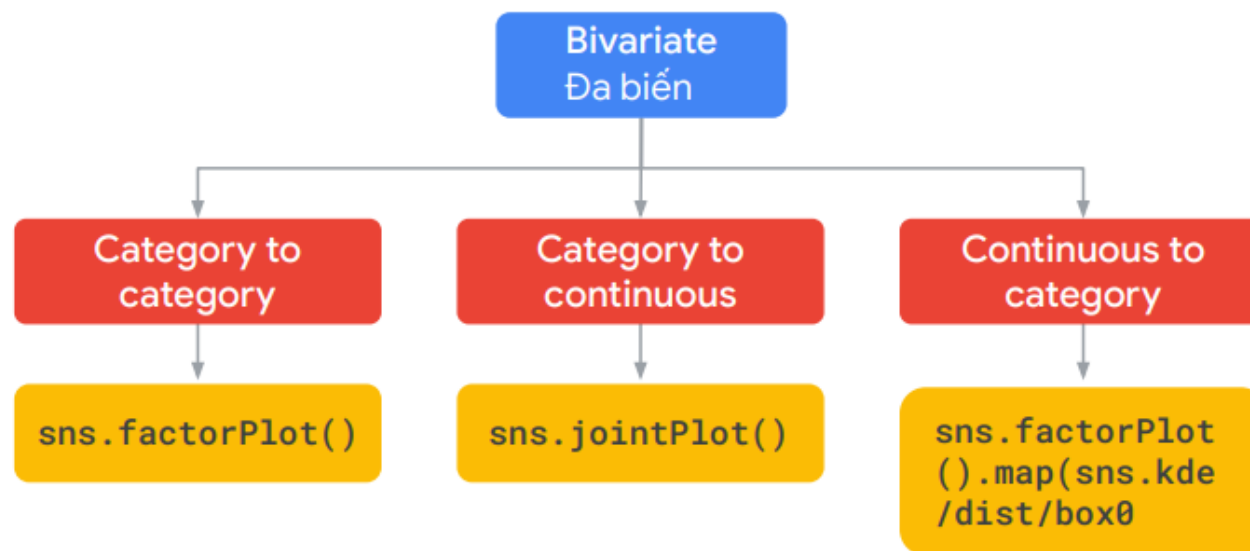 Bivariate
Đa biến
Category to
category
Category to
continuous
Continuous to
category
sns.factorPlot()
sns.jointPlot()
sns.factorPlot
().map(sns.kde
/dist/box0